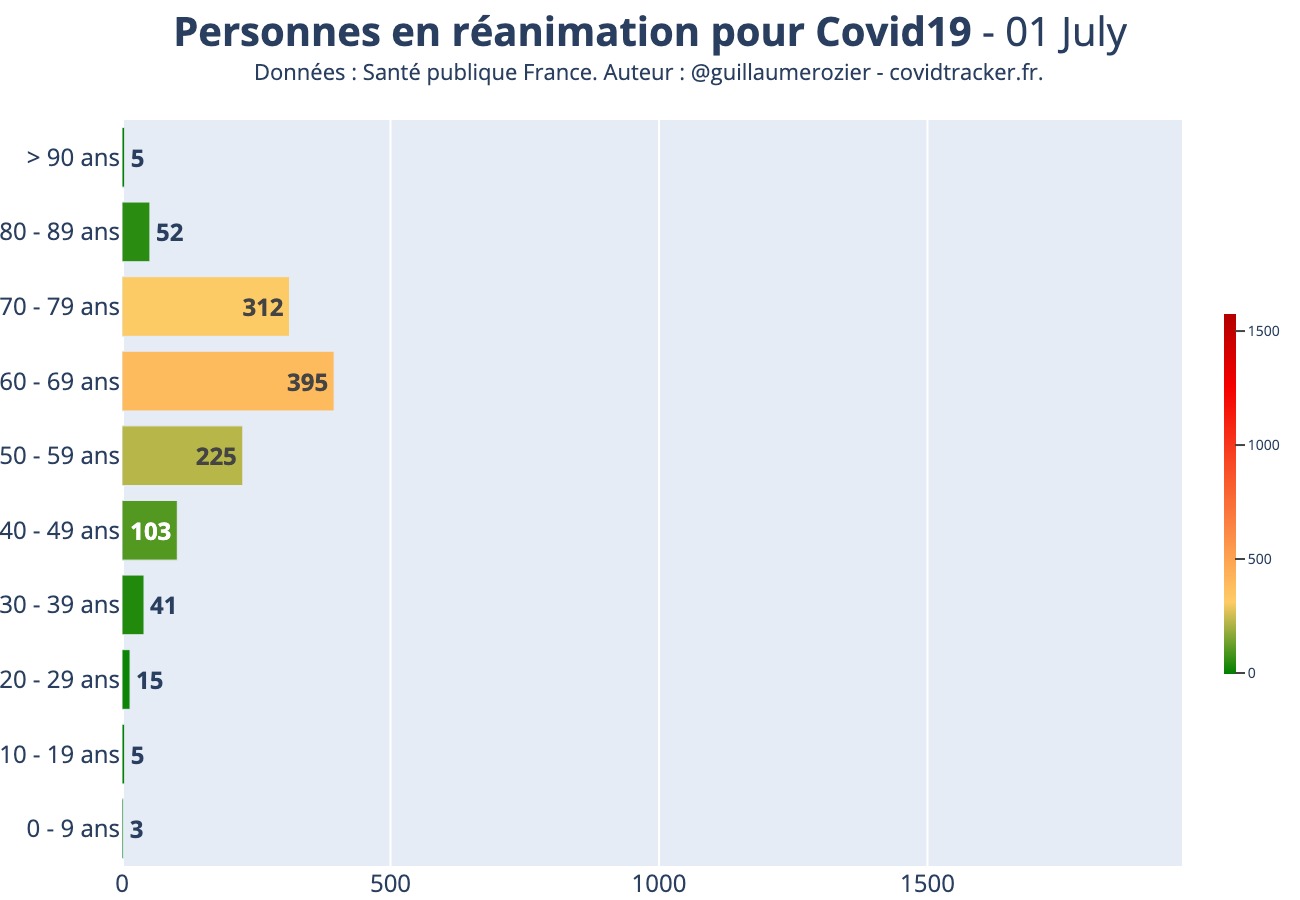 Personnes en réanimation pour Covid19 - 01 July
Données : Santé publique France. Auteur : @guillaumerozier - covidtracker.fr.
> 90 ans 5
80 - 89 ans 52
70 - 79 ans 312
60 - 69 ans 395
50 - 59 ans 225
40 - 49 ans 103
30 - 39 ans 41
20 - 29 ans 15
10 - 19 ans 5
0 - 9 ans 3
0 500 1000 1500
1500
1000
500
0